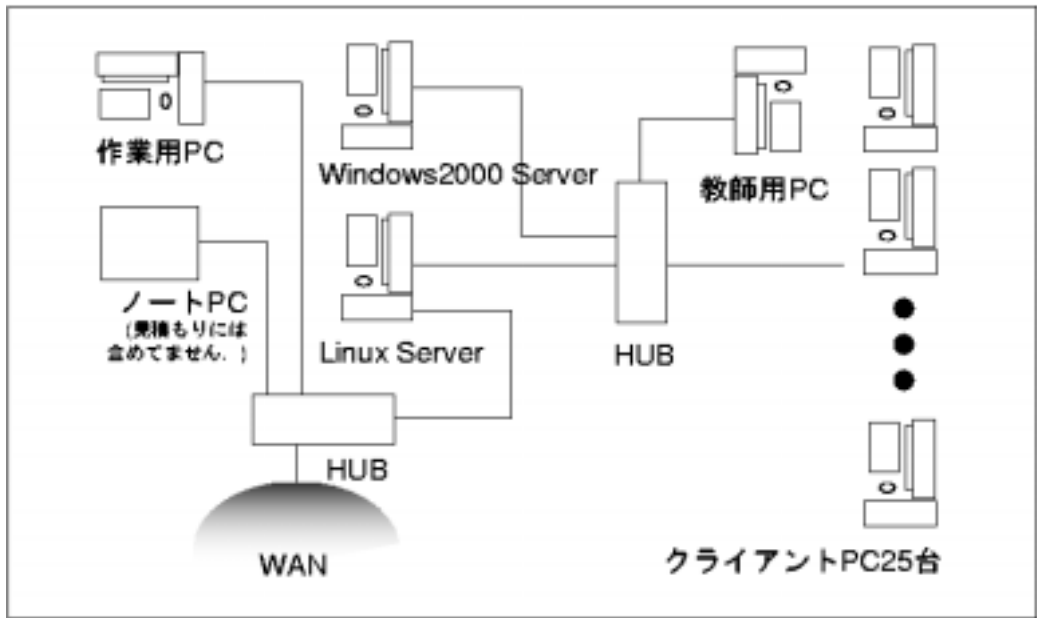 作業用PC
Windows2000 Server
教師用PC
ノートPC
(見積もりには
含めてません．)
Linux Server
HUB
HUB
WAN
クライアントPC25台